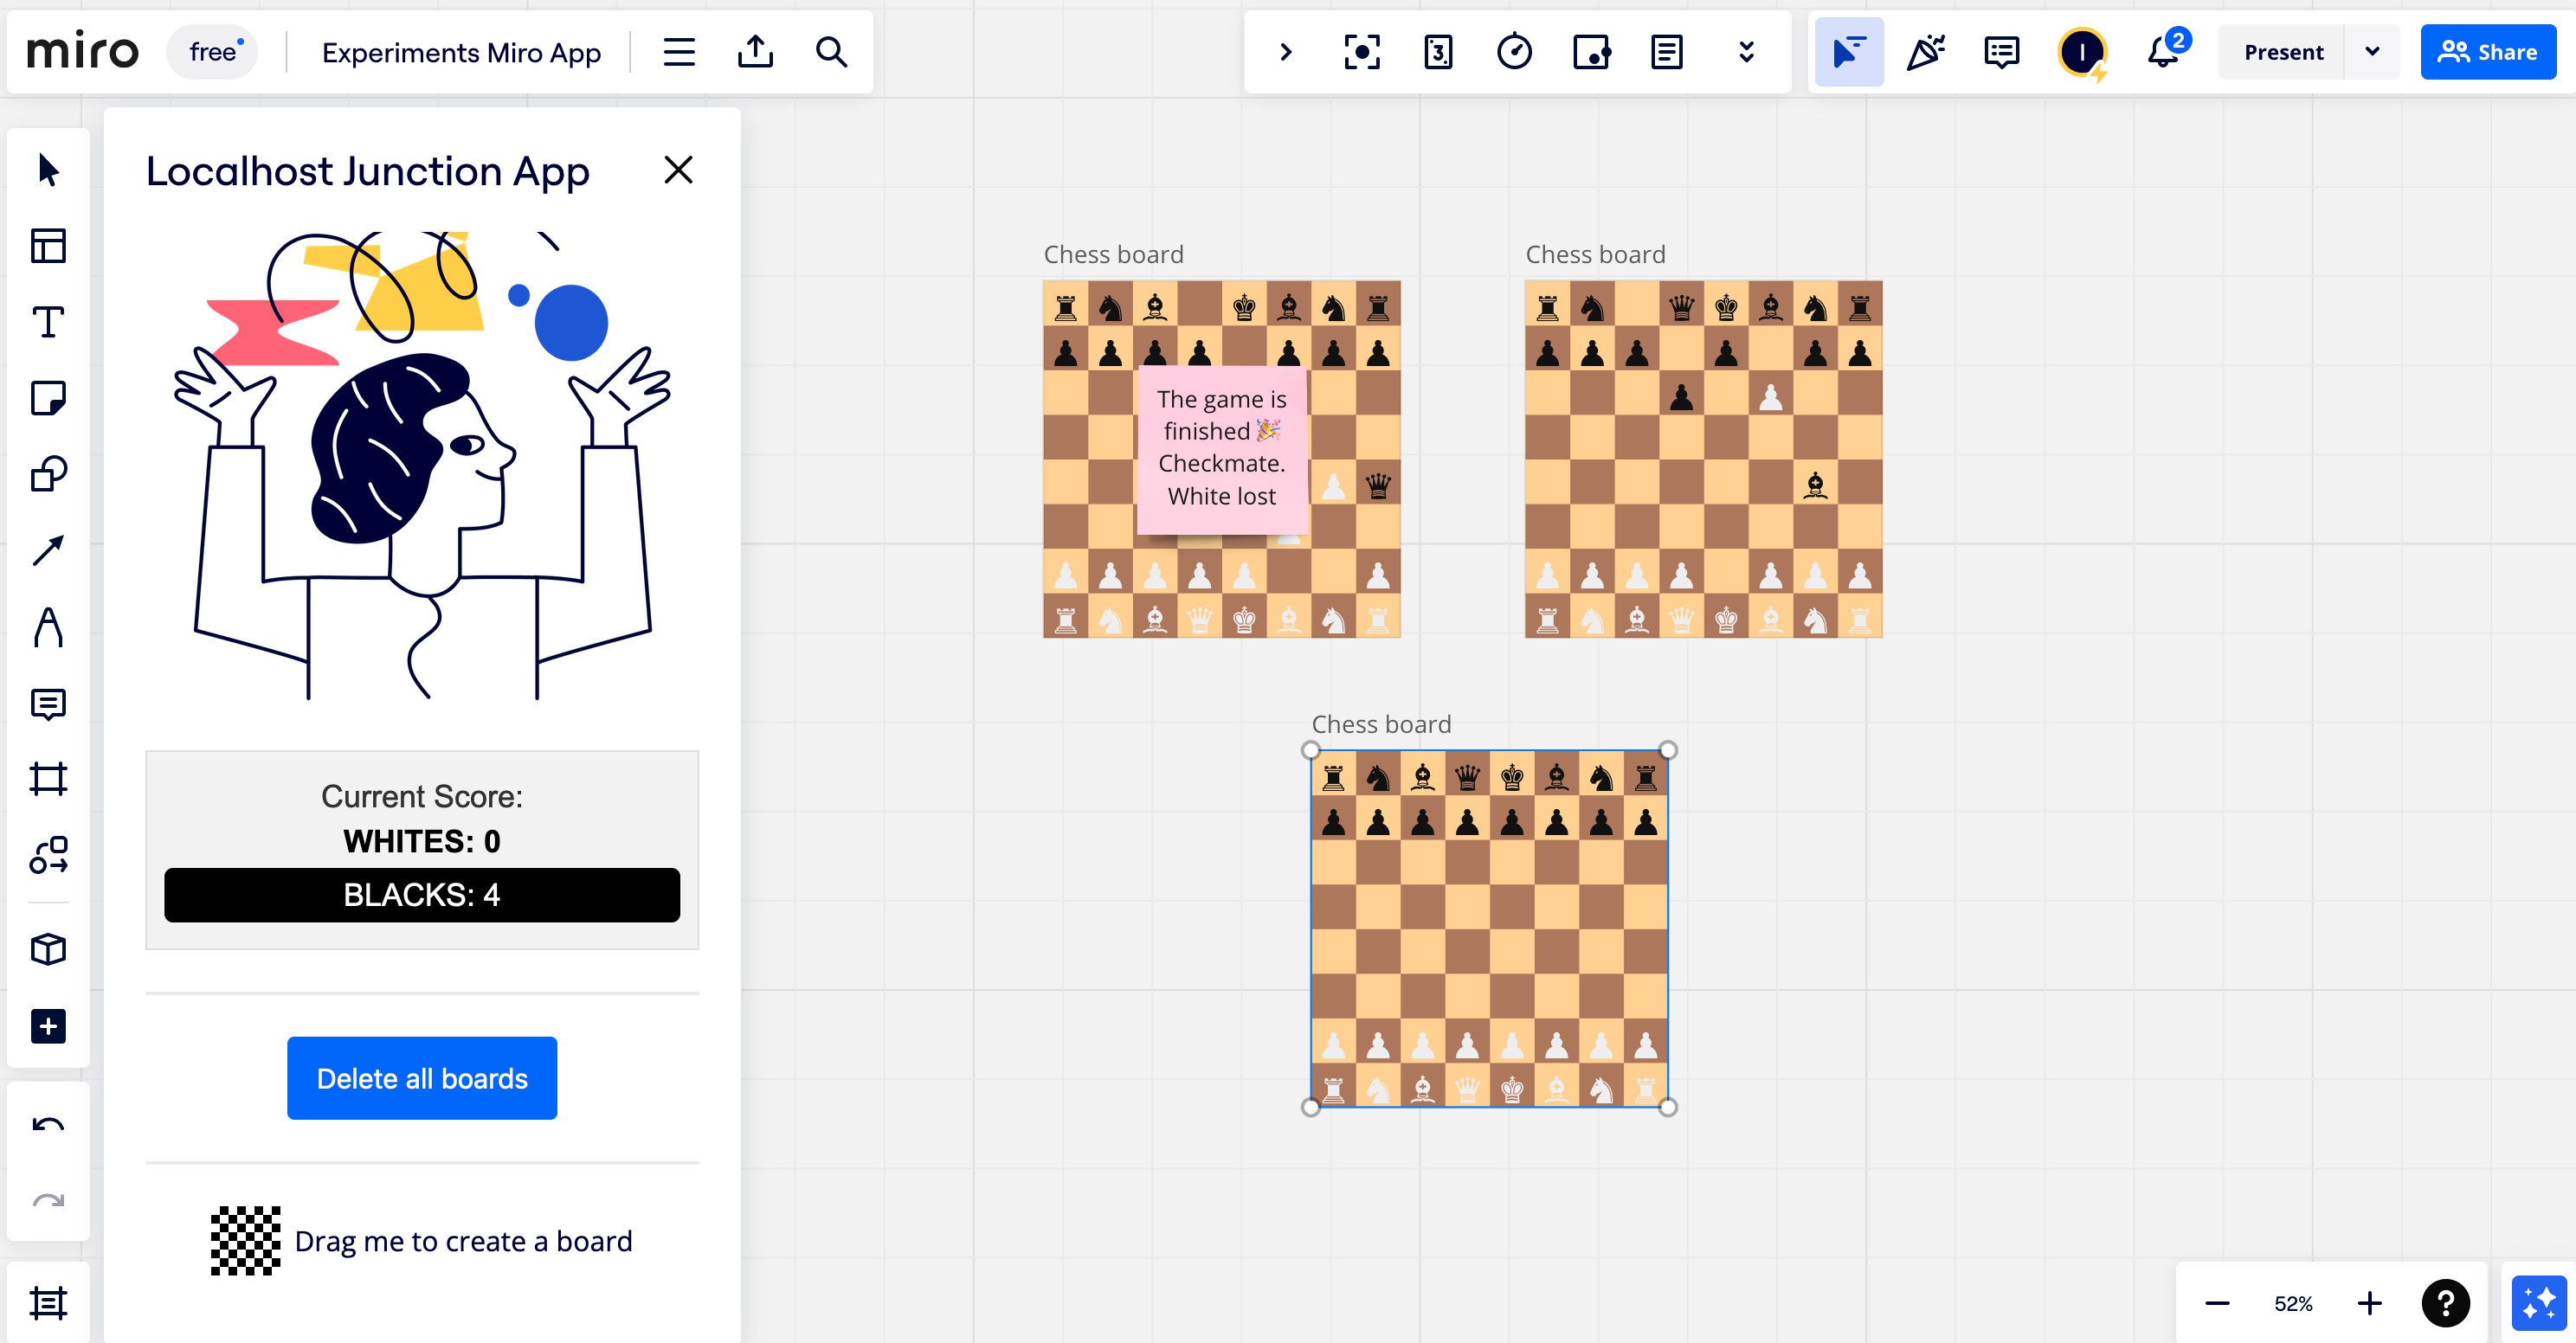 miro
free
Experiments Miro App
3
I
2
Present
Share
Localhost Junction App
Current Score:
WHITES: 0
BLACKS: 4
Delete all boards
Drag me to create a board
Chess board
Chess board
The game is
finished 🎉
Checkmate.
White lost
Chess board
52%
?